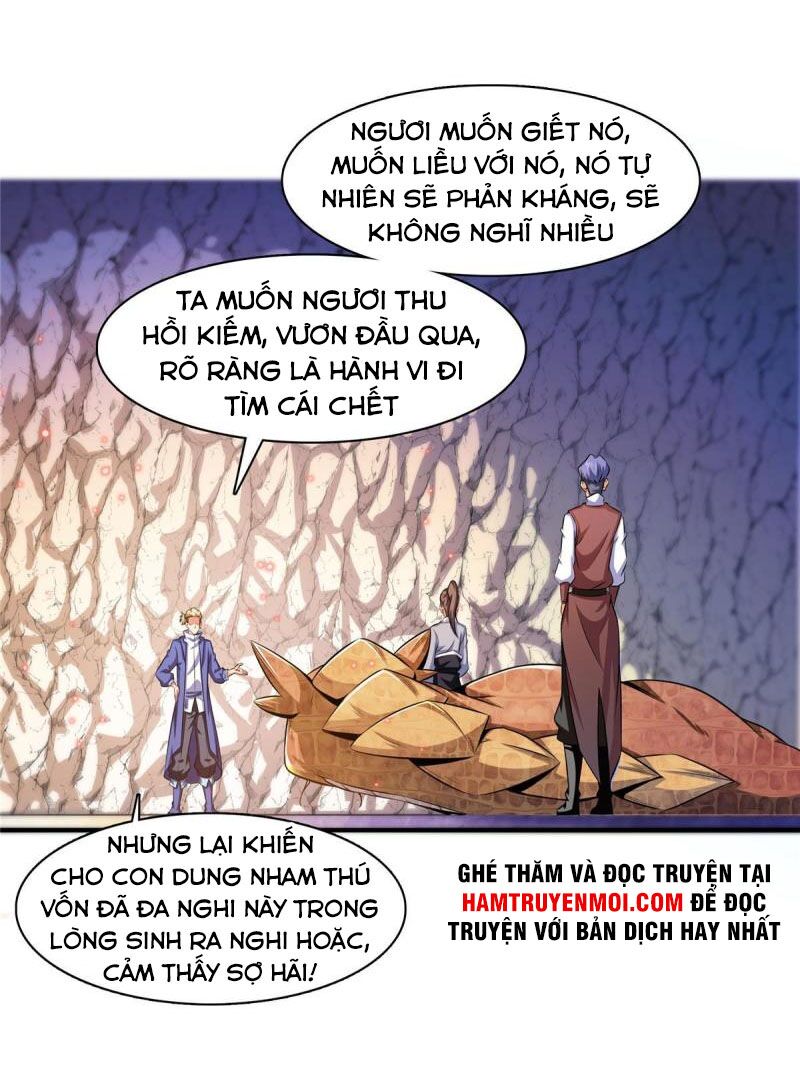 NGƯƠI MUỐN GIẾT NÓ,
MUỐN LIỀU VỚI NÓ, NÓ TỰ
NHIÊN SẼ PHẢN KHÁNG, SẼ
KHÔNG NGHĨ NHIỀU
TA MUỐN NGƯƠI THU
HỒI KIẾM, VƯƠN ĐẦU QUA,
RÕ RÀNG LÀ HÀNH VI ĐI
TÌM CÁI CHẾT
NHƯNG LẠI KHIẾN
CHO CON DUNG NHAM THÚ
VỐN ĐÃ ĐA NGHI NÀY TRONG
LÒNG SINH RA NGHI HOẶC,
CẢM THẤY SỢ HÃI!
GHÉ THĂM VÀ ĐỌC TRUYỆN TẠI
HAMTRUYENMOI.COM ĐỂ ĐỌC
TRUYỆN VỚI BẢN DỊCH HAY NHẤT